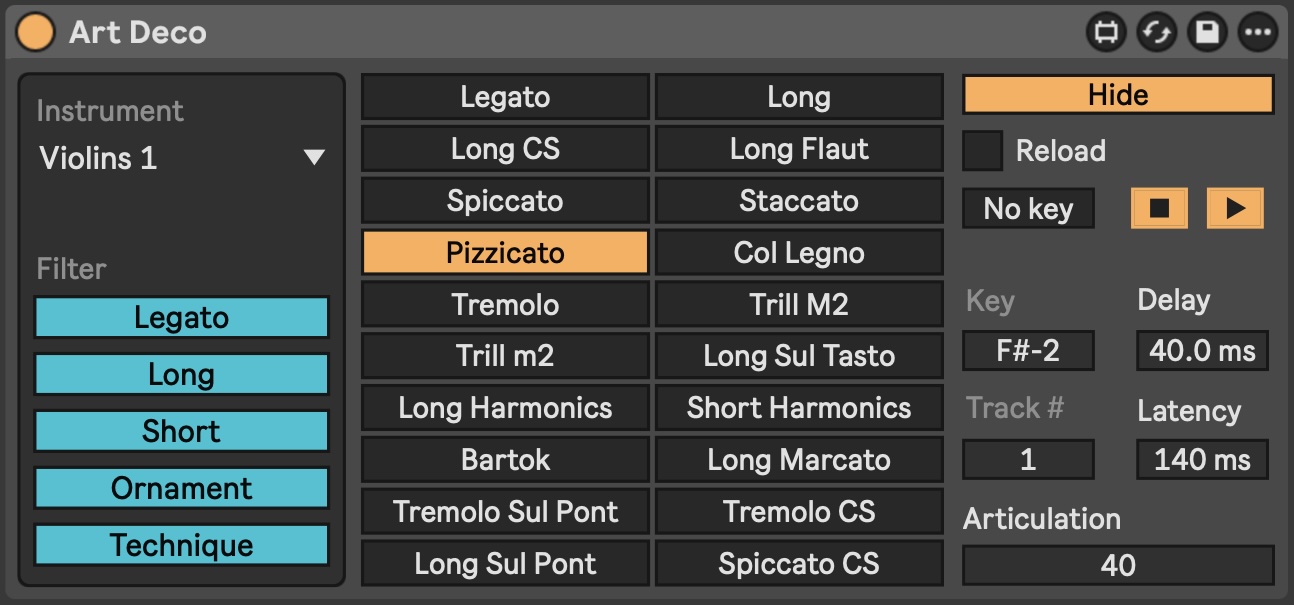 Art Deco
Instrument
Violins 1
Filter
Legato
Long
Short
Ornament
Technique
Legato
Long
Long CS
Long Flaut
Spiccato
Staccato
Pizzicato
Col Legno
Tremolo
Trill M2
Trill m2
Long Sul Tasto
Long Harmonics
Short Harmonics
Bartok
Long Marcato
Tremolo Sul Pont
Tremolo CS
Long Sul Pont
Spiccato CS
Hide
Reload
No key
Key
Delay
F#-2
40.0 ms
Track #
Latency
1
140 ms
Articulation
40